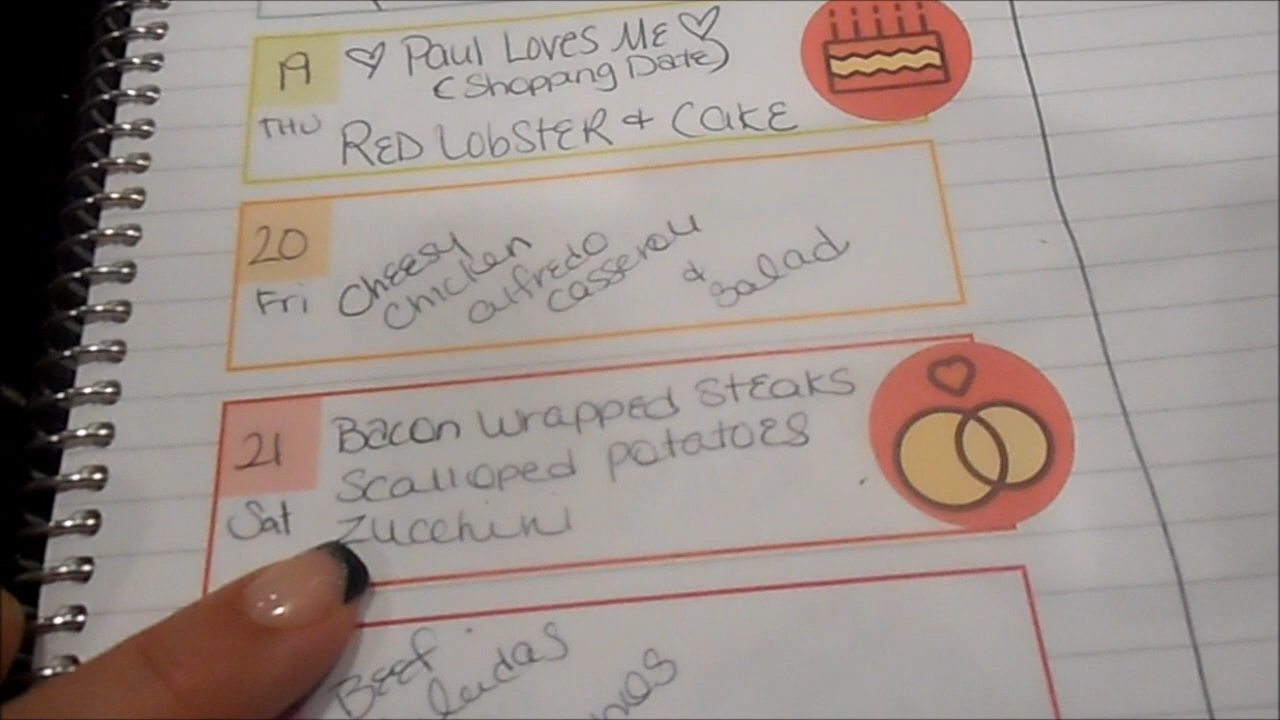 19 ♡ Paul Loves Me ♡
(Shopping Date)
THU
RED LOBSTER & CAKE
20
Fri
Cheesy
chicken
alfredo
casserole
& salad
21
Sat
Bacon wrapped Steaks
Scalloped potatoes
Zucchini
Beef